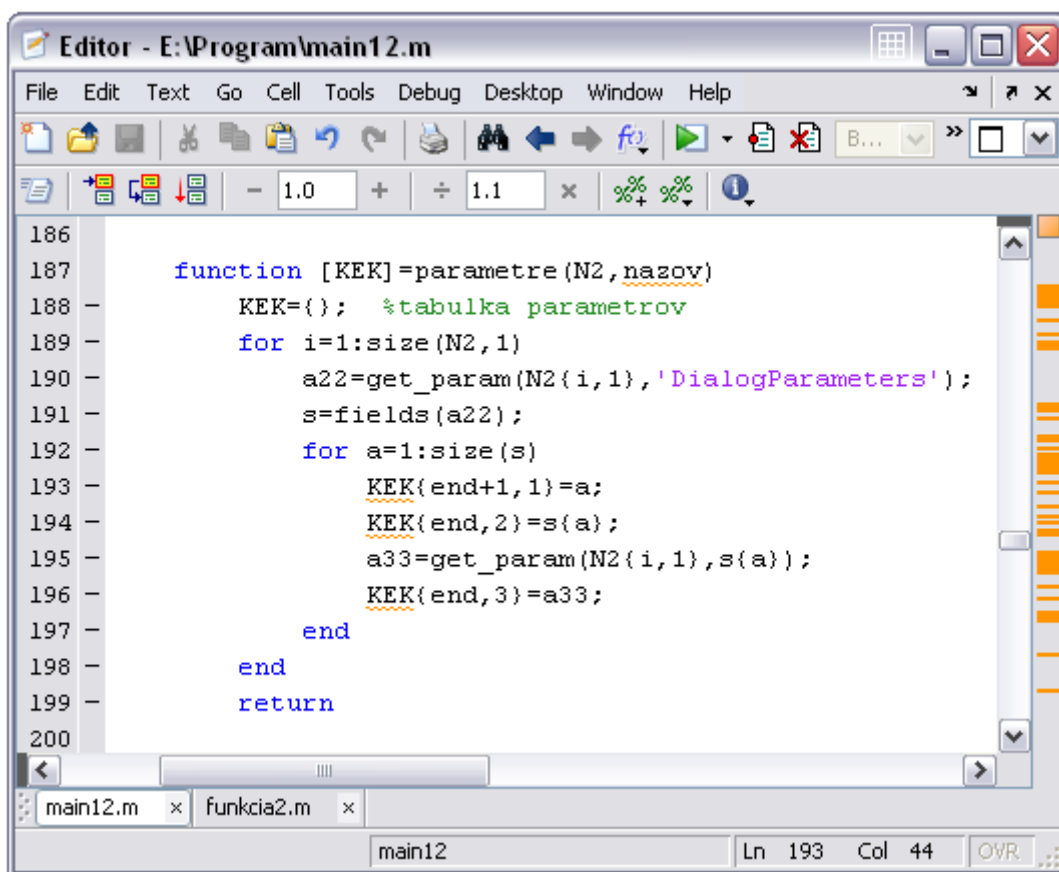 Editor - E:\Program\main12.m
File Edit Text Go Cell Tools Debug Desktop Window Help
B... »
− 1.0 + ÷ 1.1 ×
186
187 function [KEK]=parametre(N2,nazov)
188 − KEK={}; %tabulka parametrov
189 − for i=1:size(N2,1)
190 − a22=get_param(N2{i,1},'DialogParameters');
191 − s=fields(a22);
192 − for a=1:size(s)
193 − KEK{end+1,1}=a;
194 − KEK{end,2}=s{a};
195 − a33=get_param(N2{i,1},s{a});
196 − KEK{end,3}=a33;
197 − end
198 − end
199 − return
200
main12.m × funkcia2.m ×
main12 Ln 193 Col 44 OVR